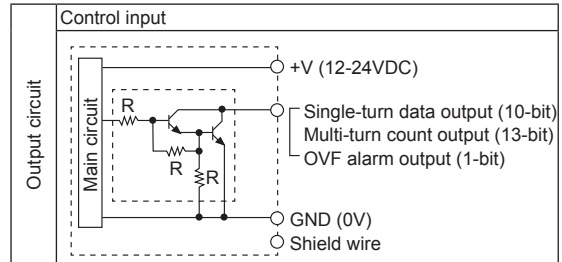 Control input
Output circuit
Main circuit
+V (12-24VDC)
R
Single-turn data output (10-bit)
Multi-turn count output (13-bit)
OVF alarm output (1-bit)
R
R
GND (0V)
Shield wire